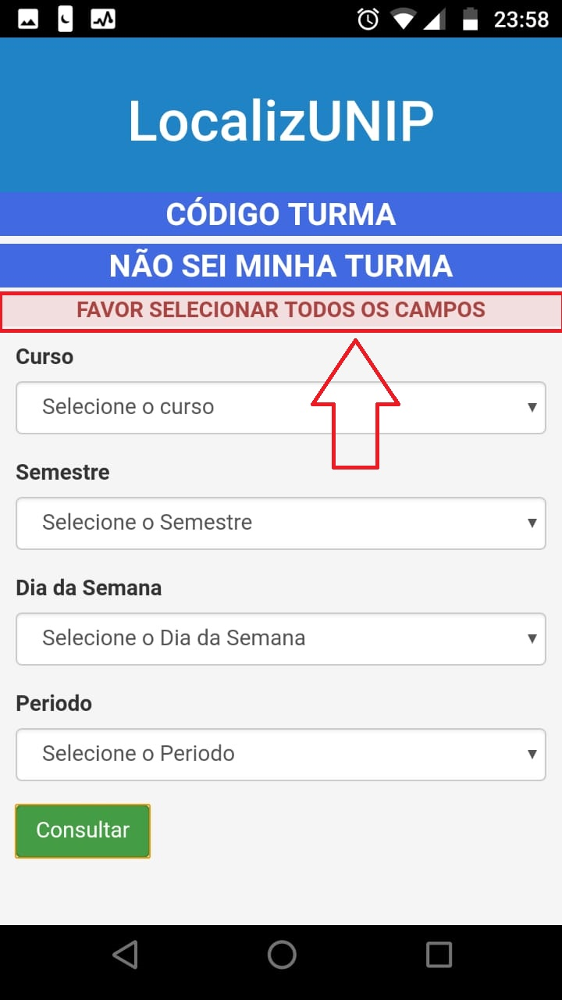 23:58
LocalizUNIP
CÓDIGO TURMA
NÃO SEI MINHA TURMA
FAVOR SELECIONAR TODOS OS CAMPOS
Curso
Selecione o curso
Semestre
Selecione o Semestre
Dia da Semana
Selecione o Dia da Semana
Periodo
Selecione o Periodo
Consultar